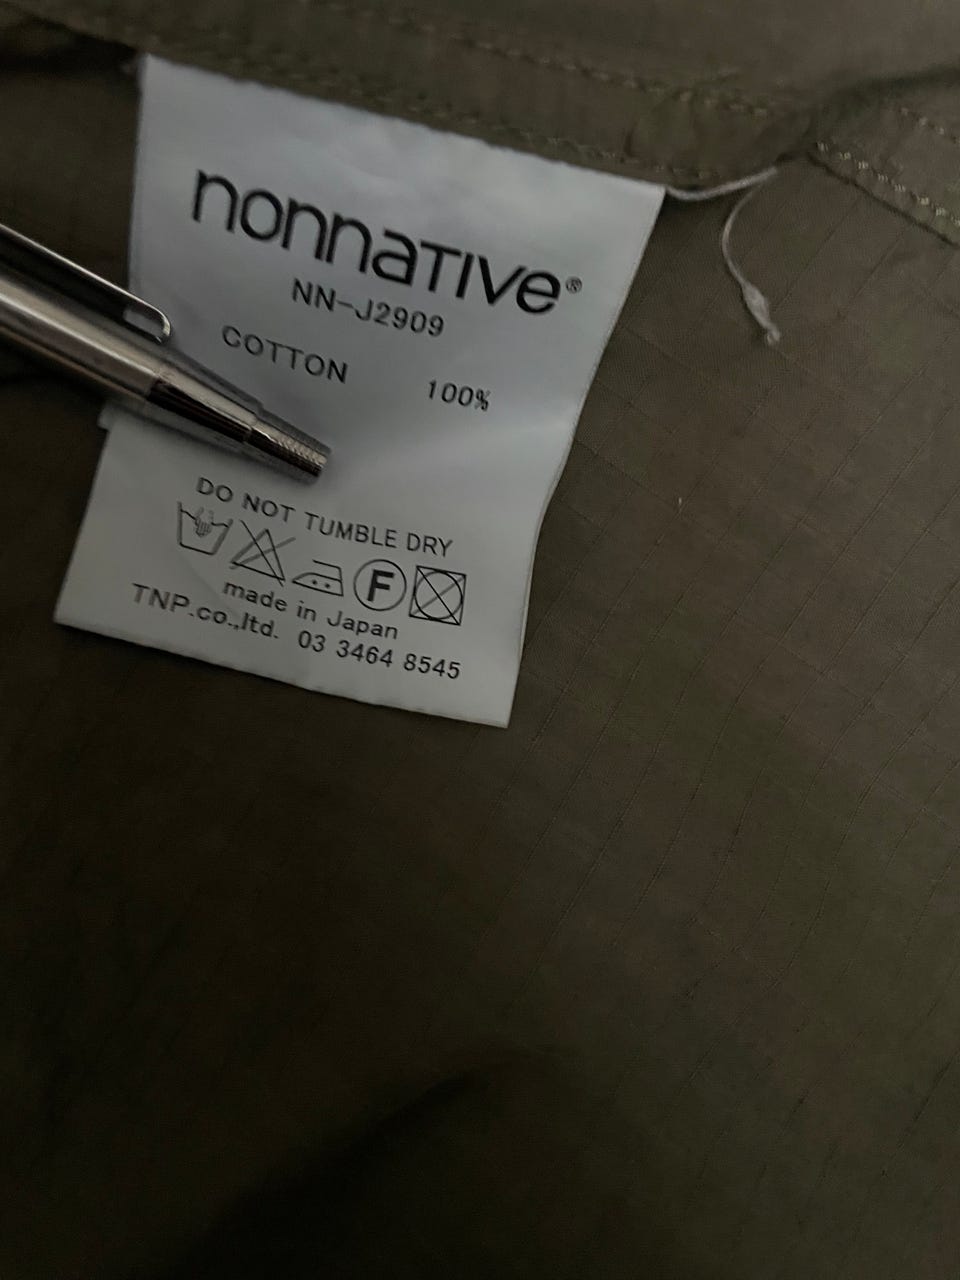 nonnative®
NN-J2909
COTTON 100%
DO NOT TUMBLE DRY
F
made in Japan
TNP.co.,ltd. 03 3464 8545